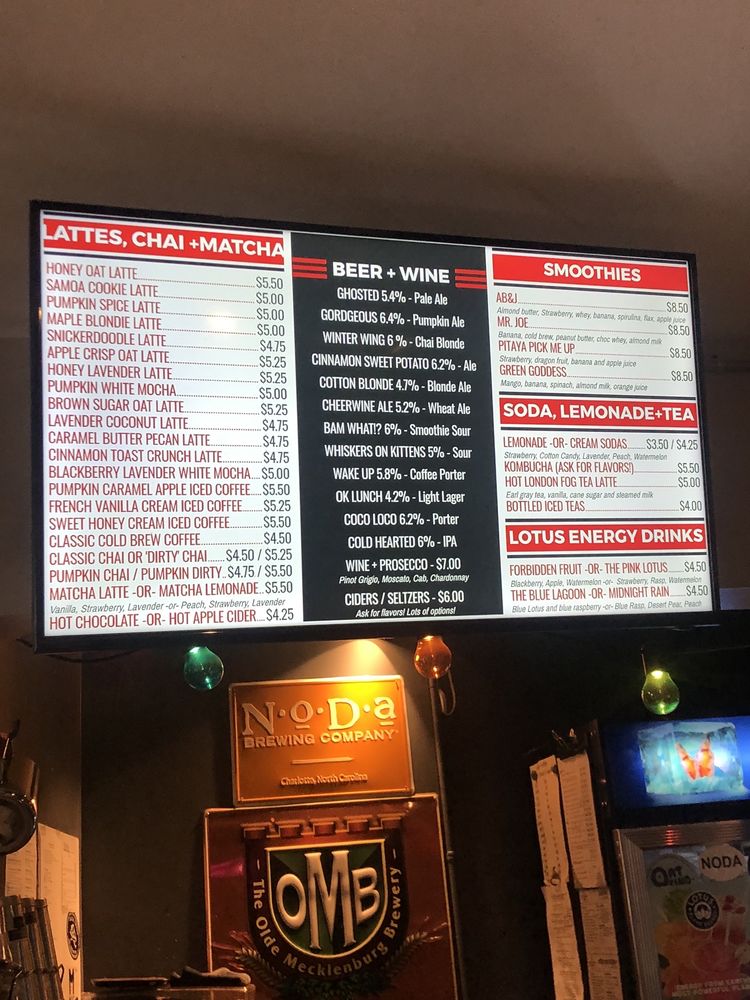 LATTES, CHAI +MATCHA
HONEY OAT LATTE $5.50
SAMOA COOKIE LATTE $5.00
PUMPKIN SPICE LATTE $5.00
MAPLE BLONDIE LATTE $5.00
SNICKERDOODLE LATTE $4.75
APPLE CRISP OAT LATTE $5.25
HONEY LAVENDER LATTE $5.25
PUMPKIN WHITE MOCHA $5.00
BROWN SUGAR OAT LATTE $5.25
LAVENDER COCONUT LATTE $4.75
CARAMEL BUTTER PECAN LATTE $4.75
CINNAMON TOAST CRUNCH LATTE $4.75
BLACKBERRY LAVENDER WHITE MOCHA $5.00
PUMPKIN CARAMEL APPLE ICED COFFEE $5.50
FRENCH VANILLA CREAM ICED COFFEE $5.25
SWEET HONEY CREAM ICED COFFEE $5.50
CLASSIC COLD BREW COFFEE $4.50
CLASSIC CHAI OR 'DIRTY' CHAI $4.50 / $5.25
PUMPKIN CHAI / PUMPKIN DIRTY $4.75 / $5.50
MATCHA LATTE -OR- MATCHA LEMONADE $5.50
Vanilla, Strawberry, Lavender -or- Peach, Strawberry, Lavender
HOT CHOCOLATE -OR- HOT APPLE CIDER $4.25
BEER + WINE
GHOSTED 5.4% - Pale Ale
GORDGEOUS 6.4% - Pumpkin Ale
WINTER WING 6 % - Chai Blonde
CINNAMON SWEET POTATO 6.2% - Ale
COTTON BLONDE 4.7% - Blonde Ale
CHEERWINE ALE 5.2% - Wheat Ale
BAM WHAT!? 6% - Smoothie Sour
WHISKERS ON KITTENS 5% - Sour
WAKE UP 5.8% - Coffee Porter
OK LUNCH 4.2% - Light Lager
COCO LOCO 6.2% - Porter
COLD HEARTED 6% - IPA
WINE + PROSECCO - $7.00
Pinot Grigio, Moscato, Cab, Chardonnay
CIDERS / SELTZERS - $6.00
Ask for flavors! Lots of options!
SMOOTHIES
AB&J $8.50
Almond butter, Strawberry, whey, banana, spirulina, flax, apple juice
MR. JOE $8.50
Banana, cold brew, peanut butter, choc whey, almond milk
PITAYA PICK ME UP $8.50
Strawberry, dragon fruit, banana and apple juice
GREEN GODDESS $8.50
Mango, banana, spinach, almond milk, orange juice
SODA, LEMONADE+TEA
LEMONADE -OR- CREAM SODAS $3.50 / $4.25
Strawberry, Cotton Candy, Lavender, Peach, Watermelon
KOMBUCHA (ASK FOR FLAVORS!) $5.50
HOT LONDON FOG TEA LATTE $5.00
Earl gray tea, vanilla, cane sugar and steamed milk
BOTTLED ICED TEAS $4.00
LOTUS ENERGY DRINKS
FORBIDDEN FRUIT -OR- THE PINK LOTUS $4.50
Blackberry, Apple, Watermelon -or- Strawberry, Rasp, Watermelon
THE BLUE LAGOON -OR- MIDNIGHT RAIN $4.50
Blue Lotus and blue raspberry -or- Blue Rasp, Desert Pear, Peach
N·O·D·a
BREWING COMPANY
Charlotte, North Carolina
OMB
- The Olde Mecklenburg Brewery -
NODA
LOTUS